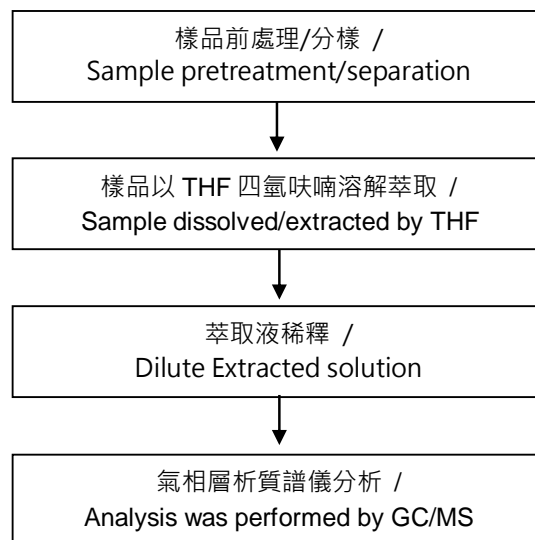 樣品前處理/分樣 /
Sample pretreatment/separation
樣品以 THF 四氫呋喃溶解萃取 /
Sample dissolved/extracted by THF
萃取液稀釋 /
Dilute Extracted solution
氣相層析質譜儀分析 /
Analysis was performed by GC/MS